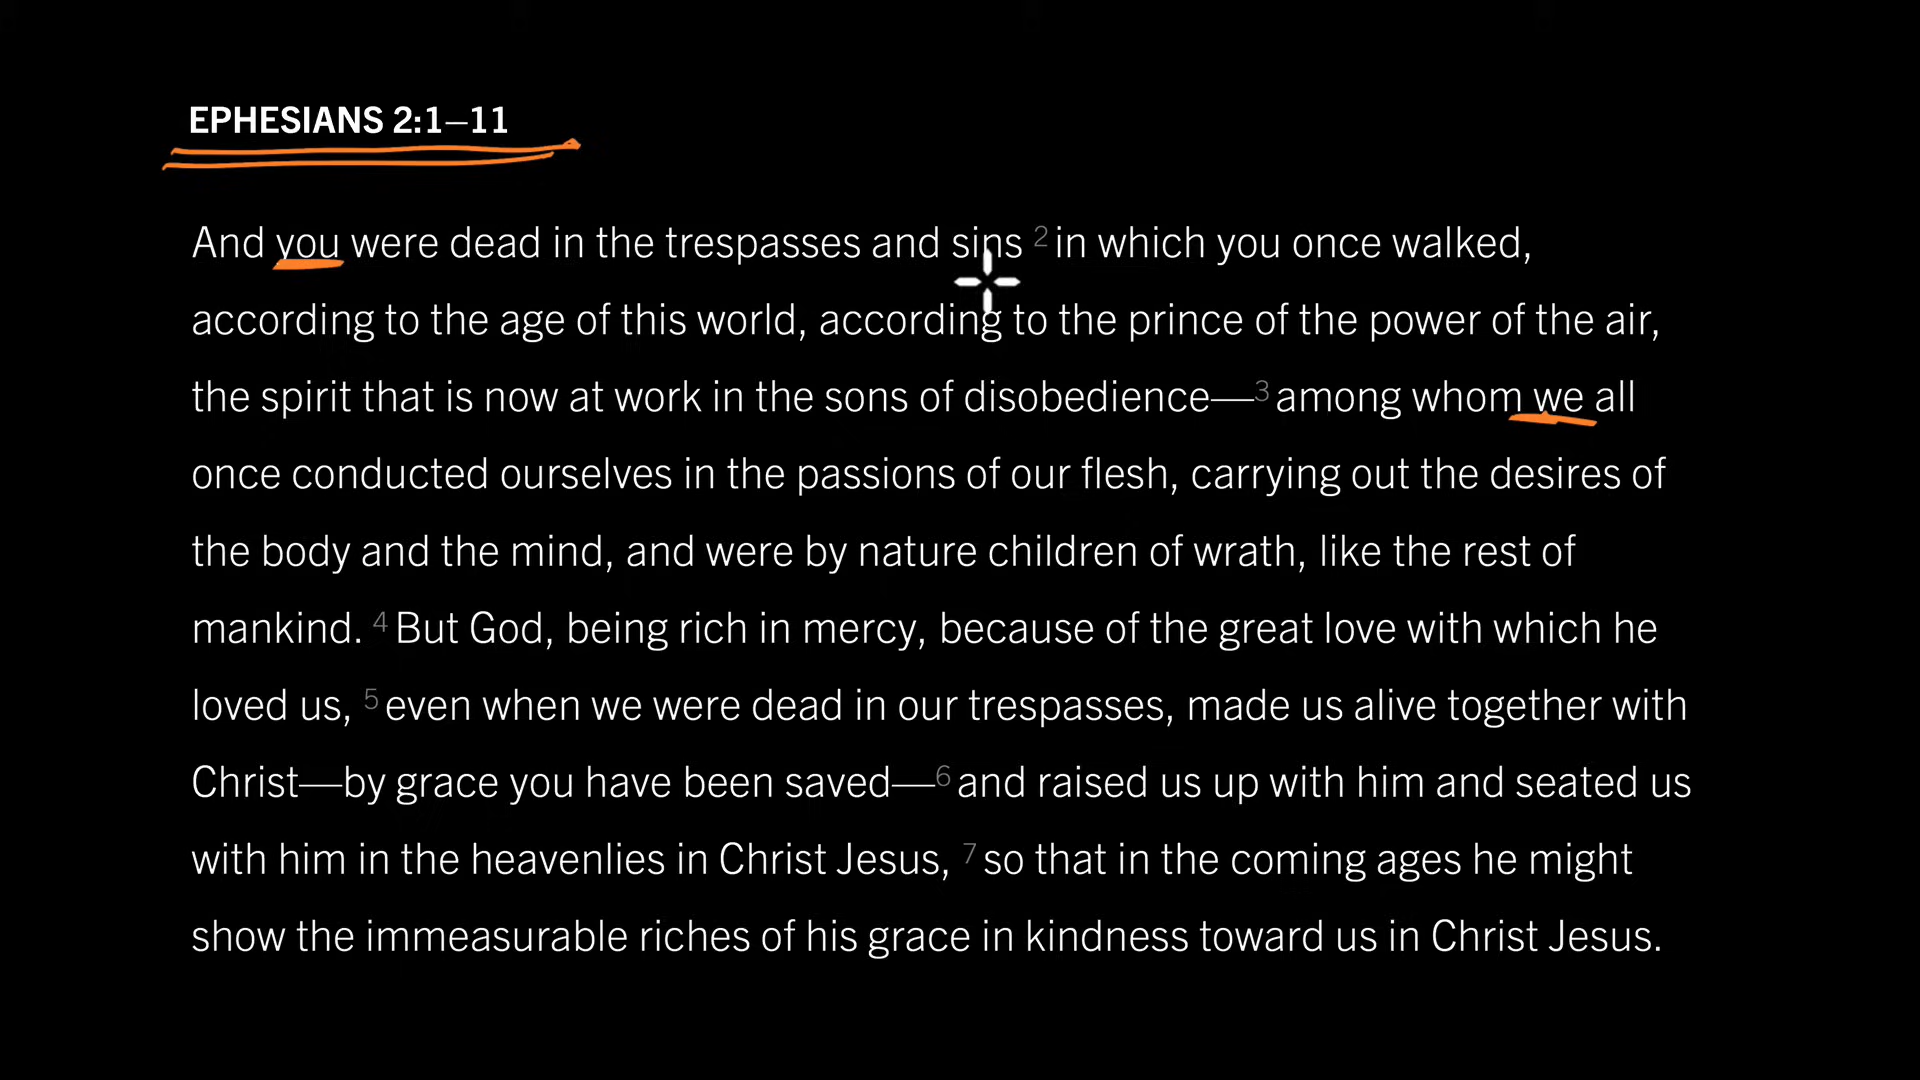 EPHESIANS 2:1–11
And you were dead in the trespasses and sins 2 in which you once walked,
according to the age of this world, according to the prince of the power of the air,
the spirit that is now at work in the sons of disobedience—3 among whom we all
once conducted ourselves in the passions of our flesh, carrying out the desires of
the body and the mind, and were by nature children of wrath, like the rest of
mankind. 4 But God, being rich in mercy, because of the great love with which he
loved us, 5 even when we were dead in our trespasses, made us alive together with
Christ—by grace you have been saved—6 and raised us up with him and seated us
with him in the heavenlies in Christ Jesus, 7 so that in the coming ages he might
show the immeasurable riches of his grace in kindness toward us in Christ Jesus.